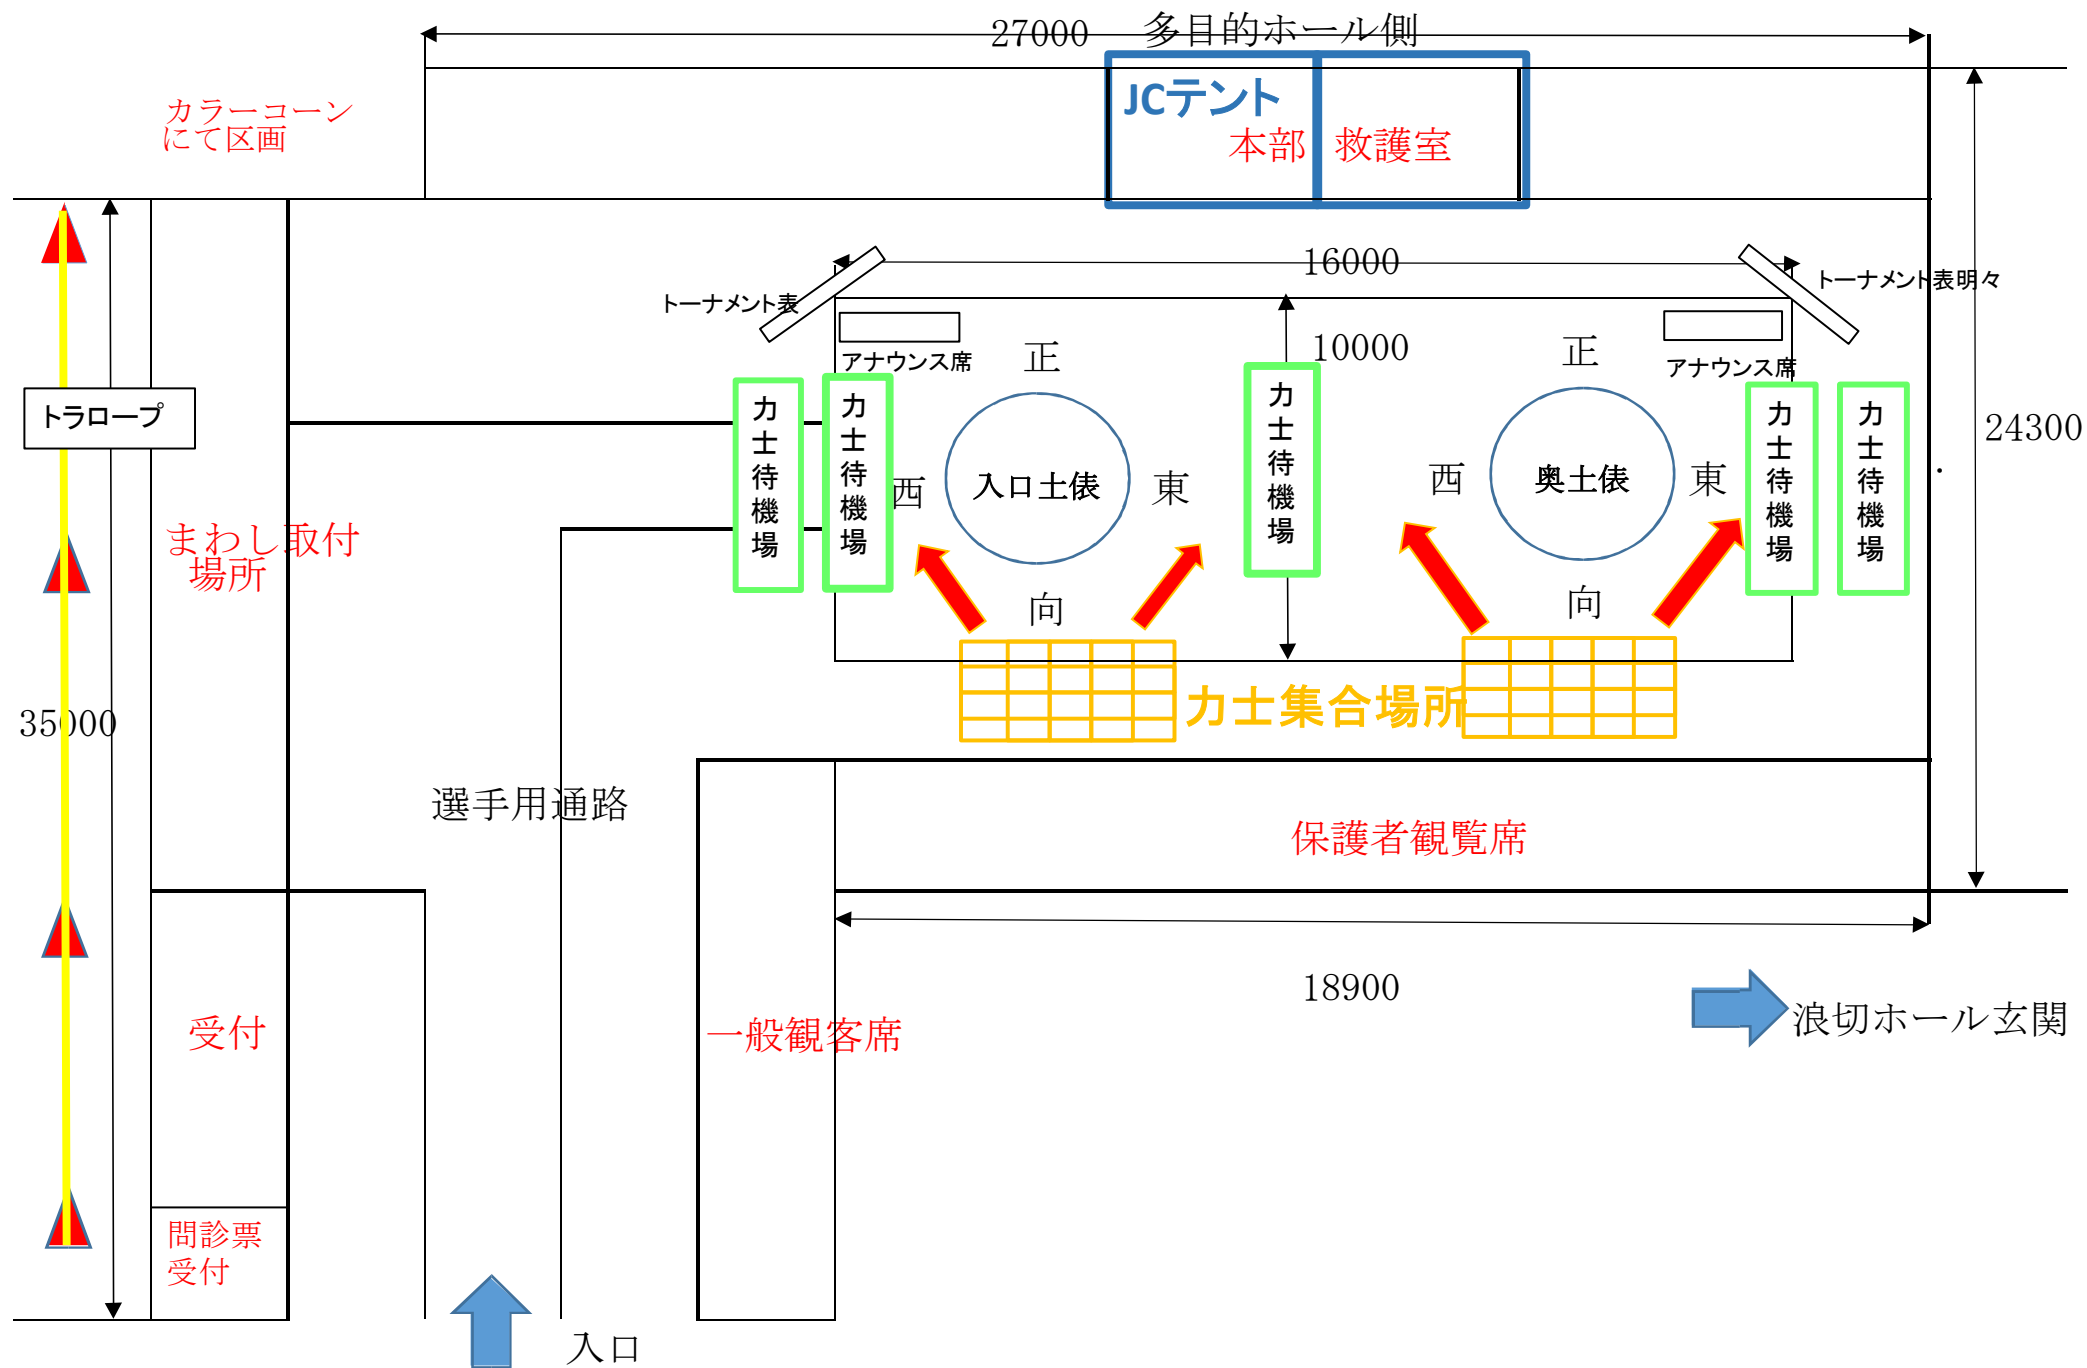 27000
多目的ホール側
カラーコーン
にて区画
JCテント
本部
救護室
16000
トーナメント表
トーナメント表明々
アナウンス席
正
10000
正
アナウンス席
トラロープ
力士待機場
力士待機場
西
入口土俵
東
力士待機場
西
奥土俵
東
力士待機場
力士待機場
24300
まわし取付
場所
向
向
力士集合場所
35000
選手用通路
保護者観覧席
18900
受付
一般観客席
浪切ホール玄関
問診票
受付
入口